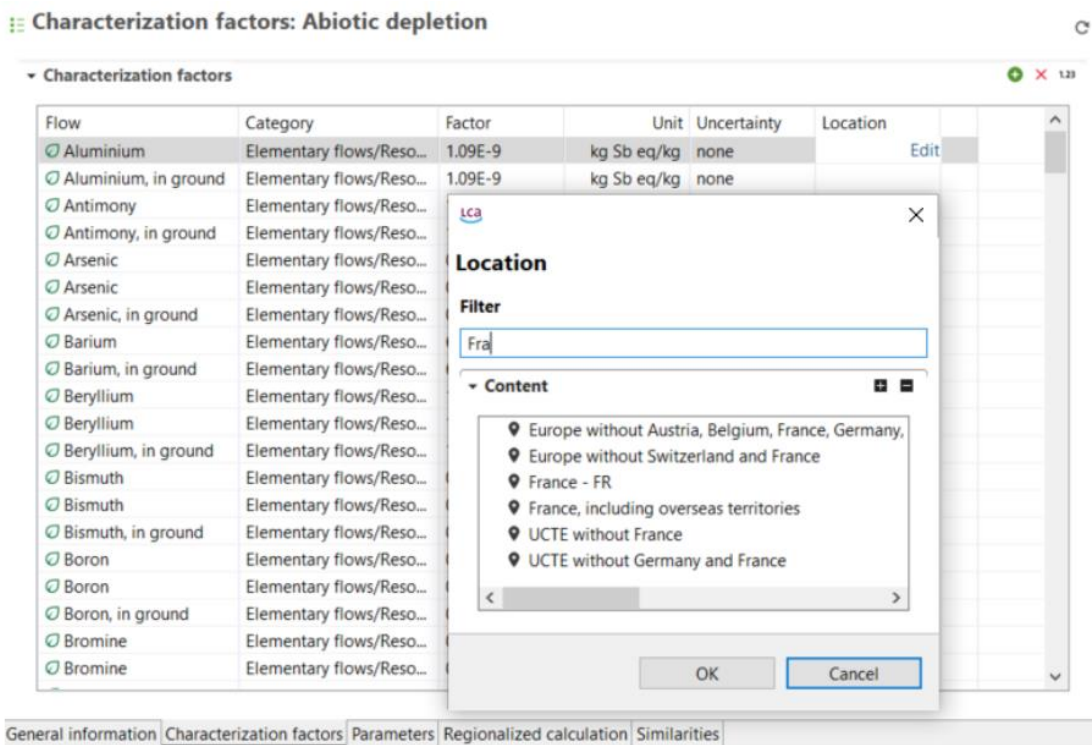 Characterization factors: Abiotic depletion
Characterization factors
1.23
Flow Category Factor Unit Uncertainty Location
Aluminium Elementary flows/Reso... 1.09E-9 kg Sb eq/kg none Edit
Aluminium, in ground Elementary flows/Reso... 1.09E-9 kg Sb eq/kg none
Antimony Elementary flows/Reso...
Antimony, in ground Elementary flows/Reso...
Arsenic Elementary flows/Reso...
Arsenic Elementary flows/Reso...
Arsenic, in ground Elementary flows/Reso...
Barium Elementary flows/Reso...
Barium, in ground Elementary flows/Reso...
Beryllium Elementary flows/Reso...
Beryllium Elementary flows/Reso...
Beryllium, in ground Elementary flows/Reso...
Bismuth Elementary flows/Reso...
Bismuth Elementary flows/Reso...
Bismuth, in ground Elementary flows/Reso...
Boron Elementary flows/Reso...
Boron Elementary flows/Reso...
Boron, in ground Elementary flows/Reso...
Bromine Elementary flows/Reso...
Bromine Elementary flows/Reso...
LCA
Location
Filter
Fra
Content
Europe without Austria, Belgium, France, Germany,
Europe without Switzerland and France
France - FR
France, including overseas territories
UCTE without France
UCTE without Germany and France
OK Cancel
General information Characterization factors Parameters Regionalized calculation Similarities